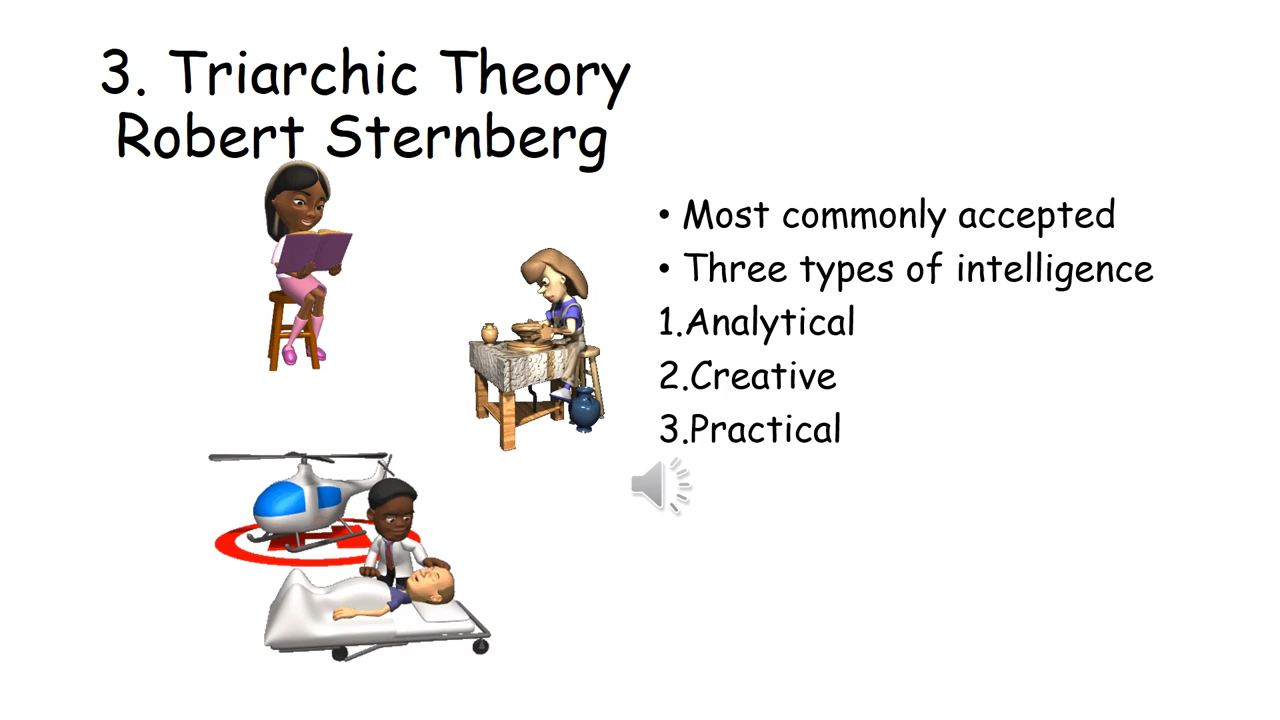 3. Triarchic Theory
Robert Sternberg
• Most commonly accepted
• Three types of intelligence
1.Analytical
2.Creative
3.Practical